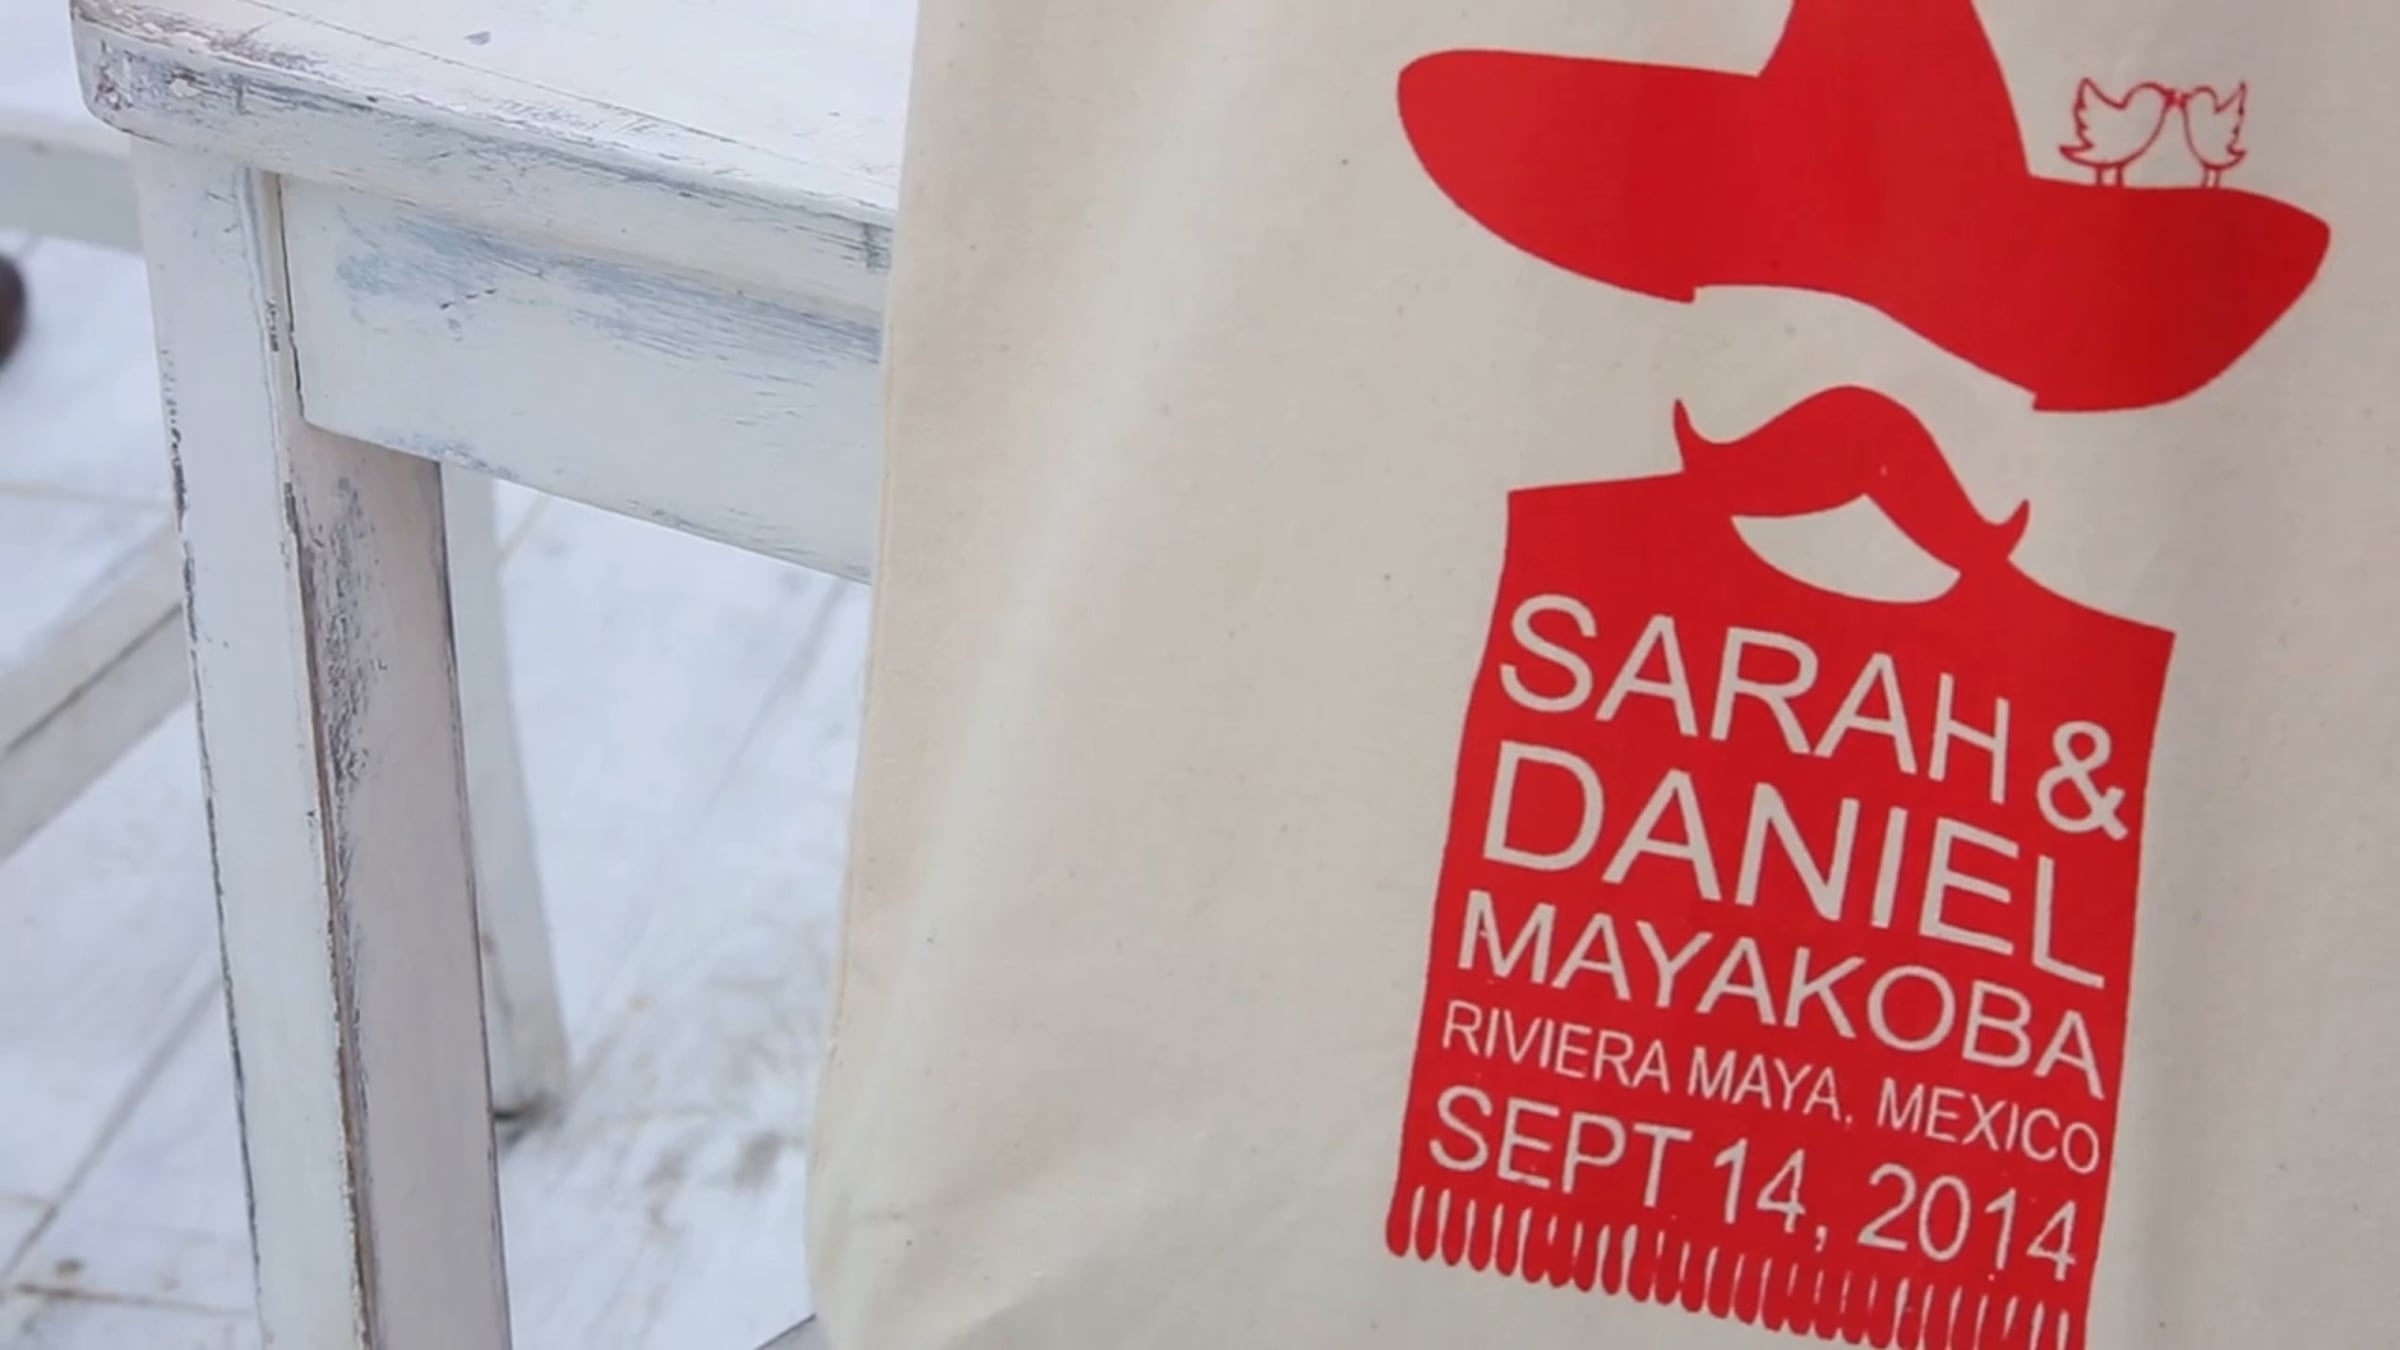 SARAH &
DANIEL
MAYAKOBA
RIVIERA MAYA, MEXICO
SEPT 14, 2014